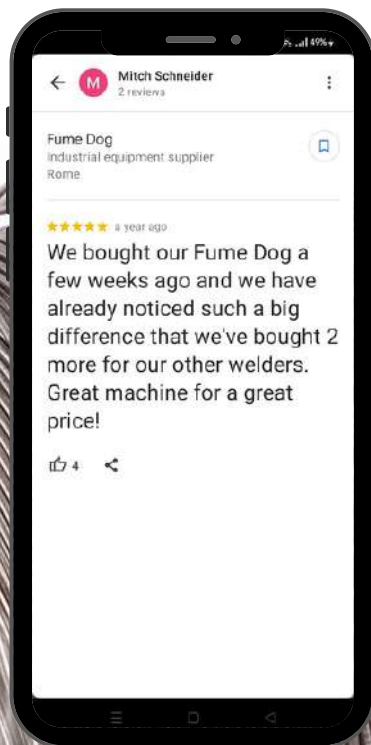 49%
Mitch Schneider
2 reviews
M
Fume Dog
Industrial equipment supplier
Rome
a year ago
We bought our Fume Dog a
few weeks ago and we have
already noticed such a big
difference that we've bought 2
more for our other welders.
Great machine for a great
price!
4